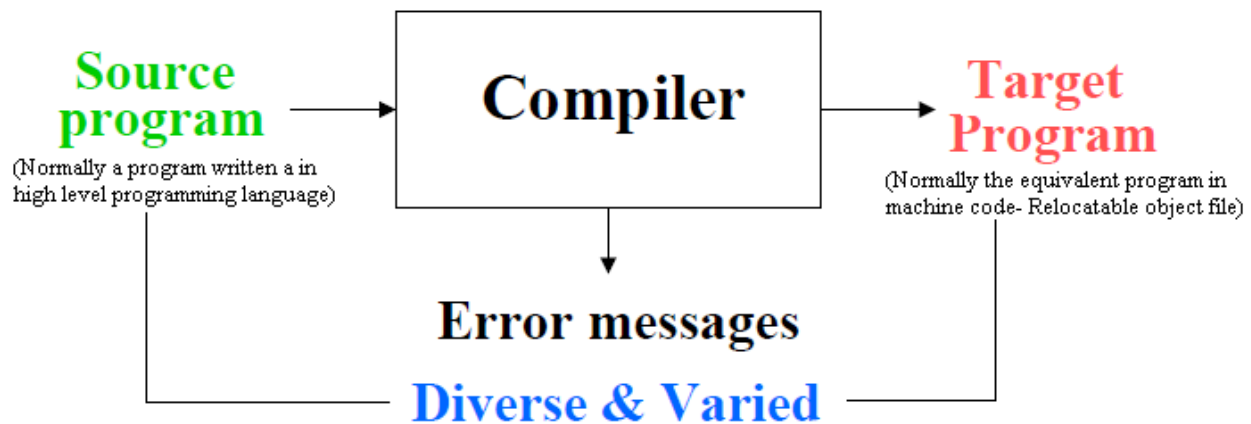 Source
program
(Normally a program written a in
high level programming language)
Compiler
Target
Program
(Normally the equivalent program in
machine code- Relocatable object file)
Error messages
Diverse & Varied